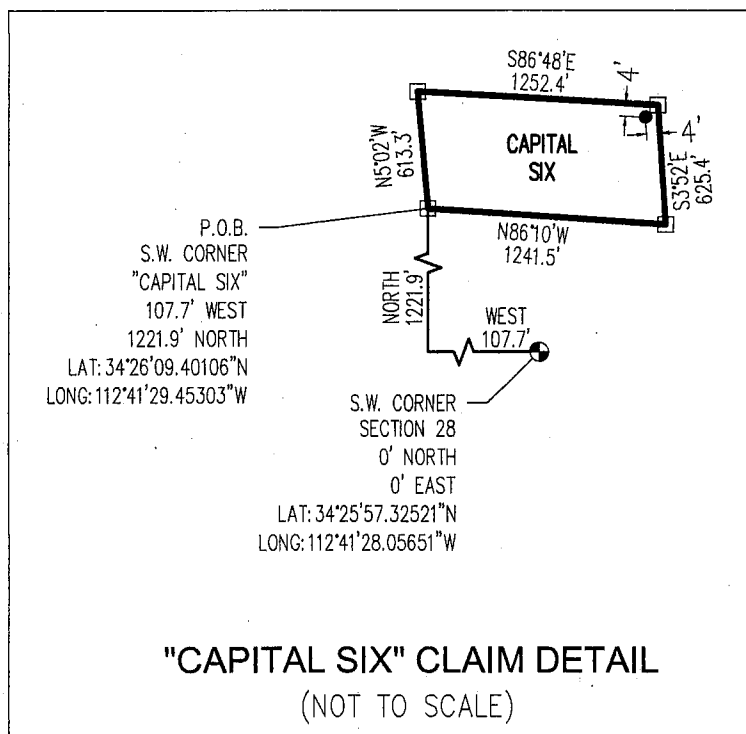 S86°48'E
1252.4'
4'
4'
N5°02'W
613.3'
CAPITAL
SIX
S3°52'E
625.4'
N86°10'W
1241.5'
P.O.B.
S.W. CORNER
"CAPITAL SIX"
107.7' WEST
1221.9' NORTH
LAT: 34°26'09.40106"N
LONG: 112°41'29.45303"W
NORTH
1221.9'
WEST
107.7'
S.W. CORNER
SECTION 28
0' NORTH
0' EAST
LAT: 34°25'57.32521"N
LONG: 112°41'28.05651"W
"CAPITAL SIX" CLAIM DETAIL
(NOT TO SCALE)